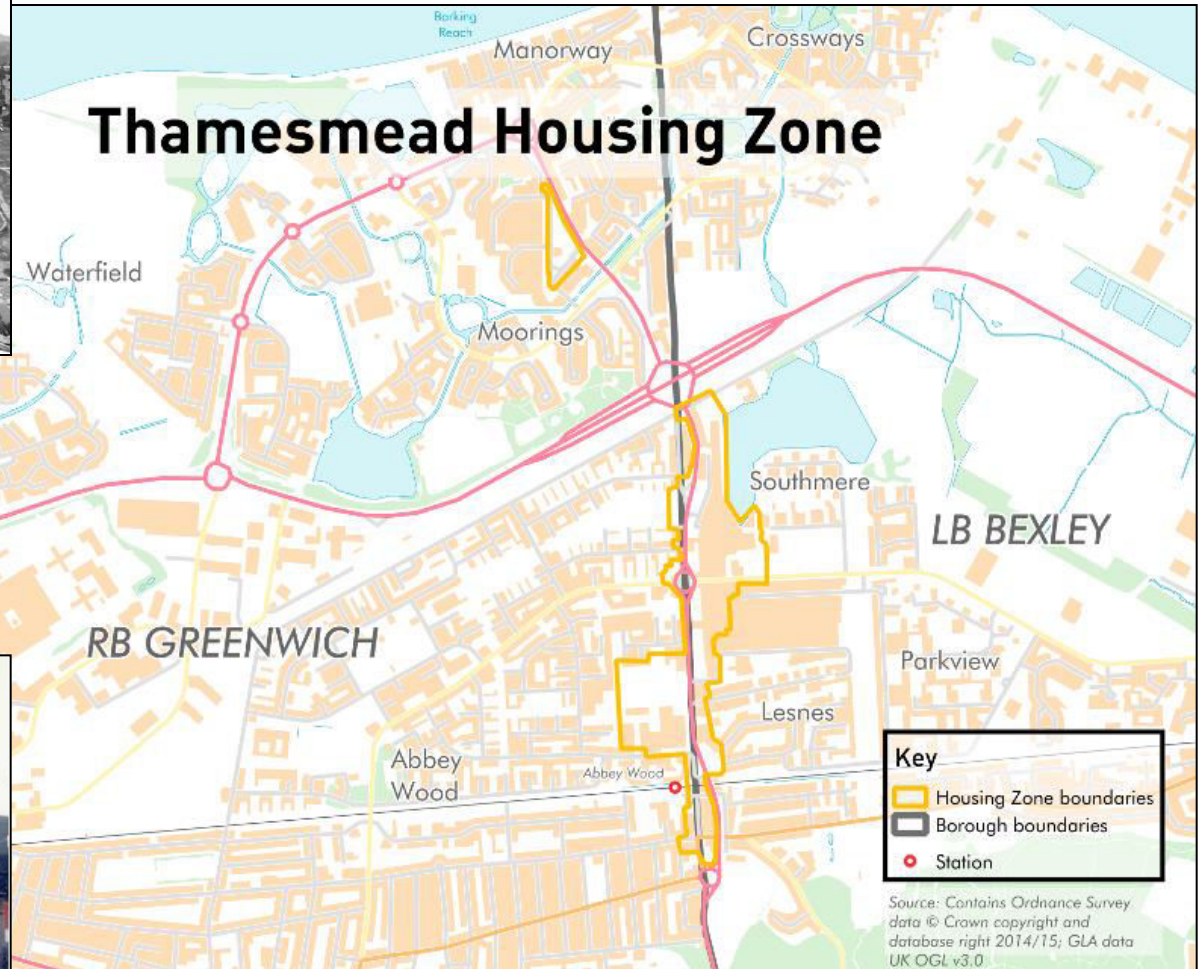 Barking
Reach
Manorway
Crossways
Thamesmead Housing Zone
Waterfield
Moorings
Southmere
LB BEXLEY
RB GREENWICH
Parkview
Lesnes
Abbey
Wood
Abbey Wood
Key
Housing Zone boundaries
Borough boundaries
Station
Source: Contains Ordnance Survey
data © Crown copyright and
database right 2014/15; GLA data
UK OGL v3.0